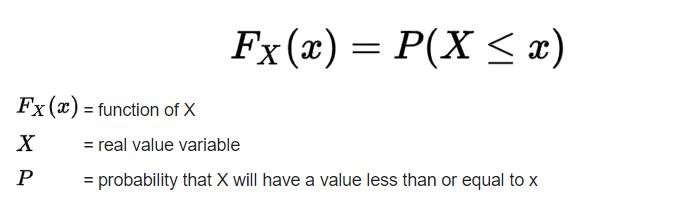 F_X(x) = P(X ≤ x)
F_X(x) = function of X
X = real value variable
P = probability that X will have a value less than or equal to x